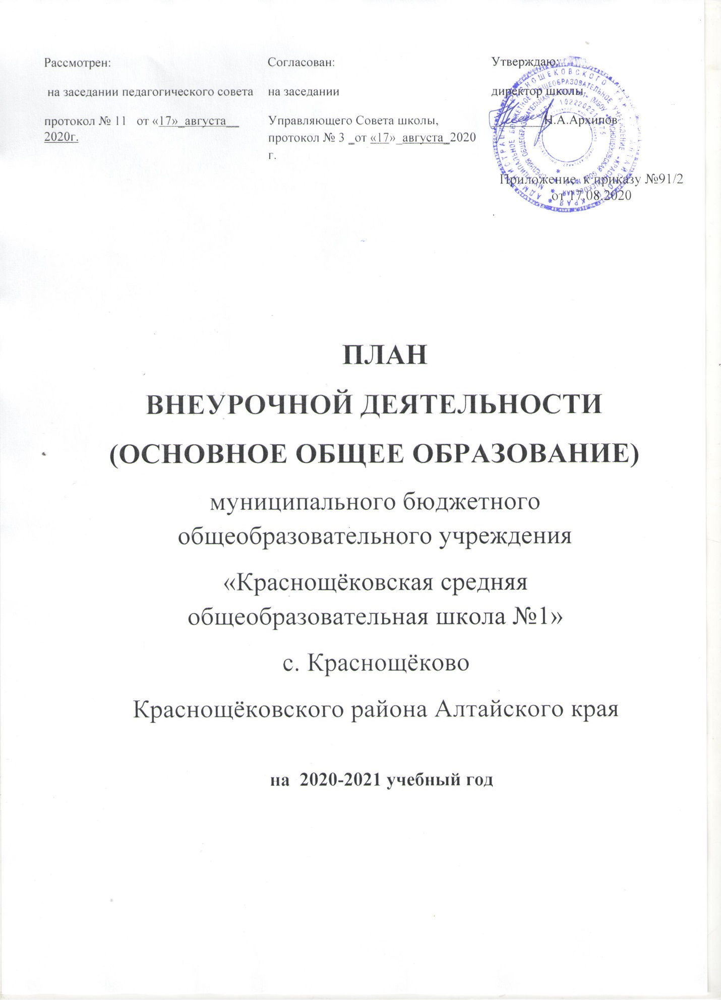 Рассмотрен:
на заседании педагогического совета
протокол № 11 от «17»_августа__
2020г.
Согласован:
на заседании
Управляющего Совета школы,
протокол № 3 _от «17»_августа_2020
г.
Утверждаю:
директор школы
________Н.А.Архипов
Приложение к приказу №91/2
от 17.08.2020
ПЛАН
ВНЕУРОЧНОЙ ДЕЯТЕЛЬНОСТИ
(ОСНОВНОЕ ОБЩЕЕ ОБРАЗОВАНИЕ)
муниципального бюджетного
общеобразовательного учреждения
«Краснощёковская средняя
общеобразовательная школа №1»
с. Краснощёково
Краснощёковского района Алтайского края
на 2020-2021 учебный год